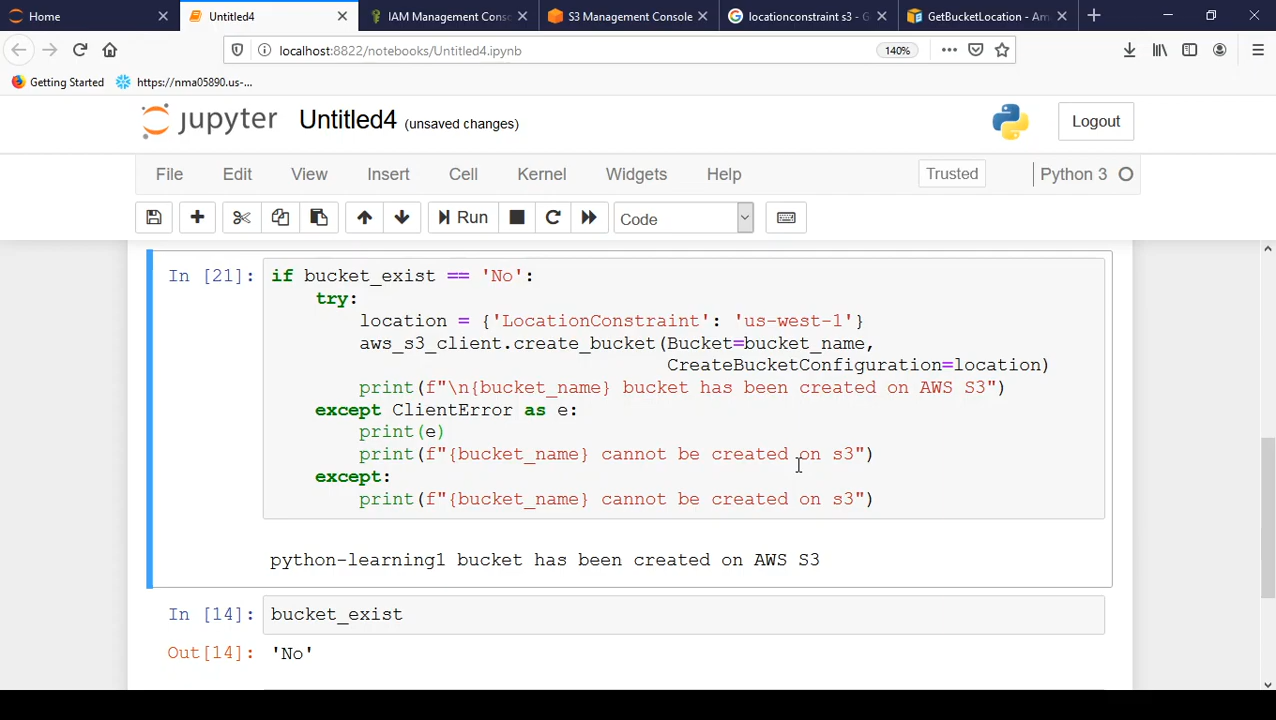 Home
Untitled4
IAM Management Conso
S3 Management Console
locationconstraint s3 - G
GetBucketLocation - Am
localhost:8822/notebooks/Untitled4.ipynb
140%
Getting Started
https://nma05890.us-...
jupyter Untitled4 (unsaved changes)
Logout
File Edit View Insert Cell Kernel Widgets Help
Trusted
Python 3
Run
Code
In [21]: if bucket_exist == 'No':
try:
location = {'LocationConstraint': 'us-west-1'}
aws_s3_client.create_bucket(Bucket=bucket_name,
CreateBucketConfiguration=location)
print(f"\n{bucket_name} bucket has been created on AWS S3")
except ClientError as e:
print(e)
print(f"{bucket_name} cannot be created on s3")
except:
print(f"{bucket_name} cannot be created on s3")
python-learning1 bucket has been created on AWS S3
In [14]: bucket_exist
Out[14]: 'No'